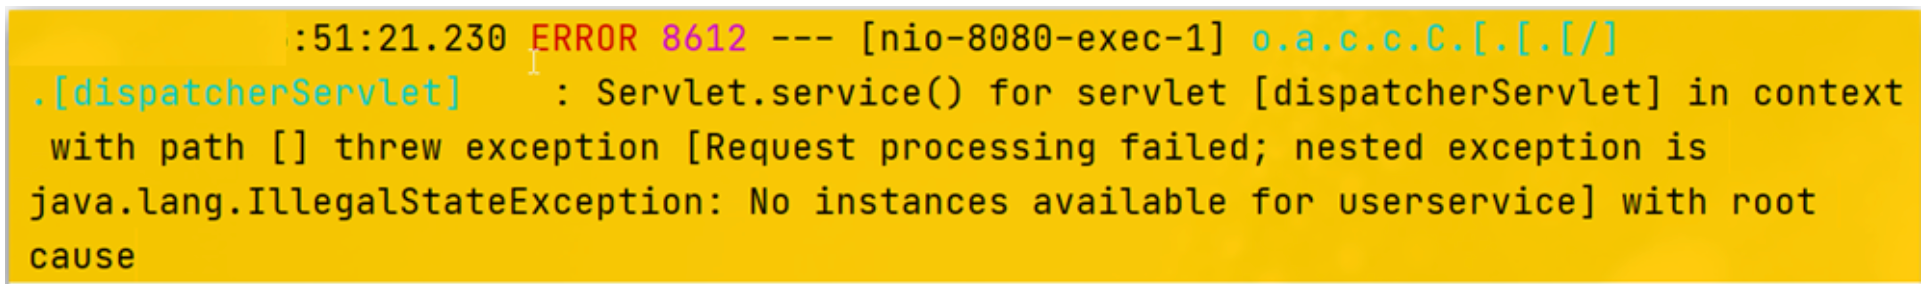 :51:21.230 ERROR 8612 --- [nio-8080-exec-1] o.a.c.c.C.[.[.[/]
.[dispatcherServlet]    : Servlet.service() for servlet [dispatcherServlet] in context
with path [] threw exception [Request processing failed; nested exception is
java.lang.IllegalStateException: No instances available for userservice] with root
cause